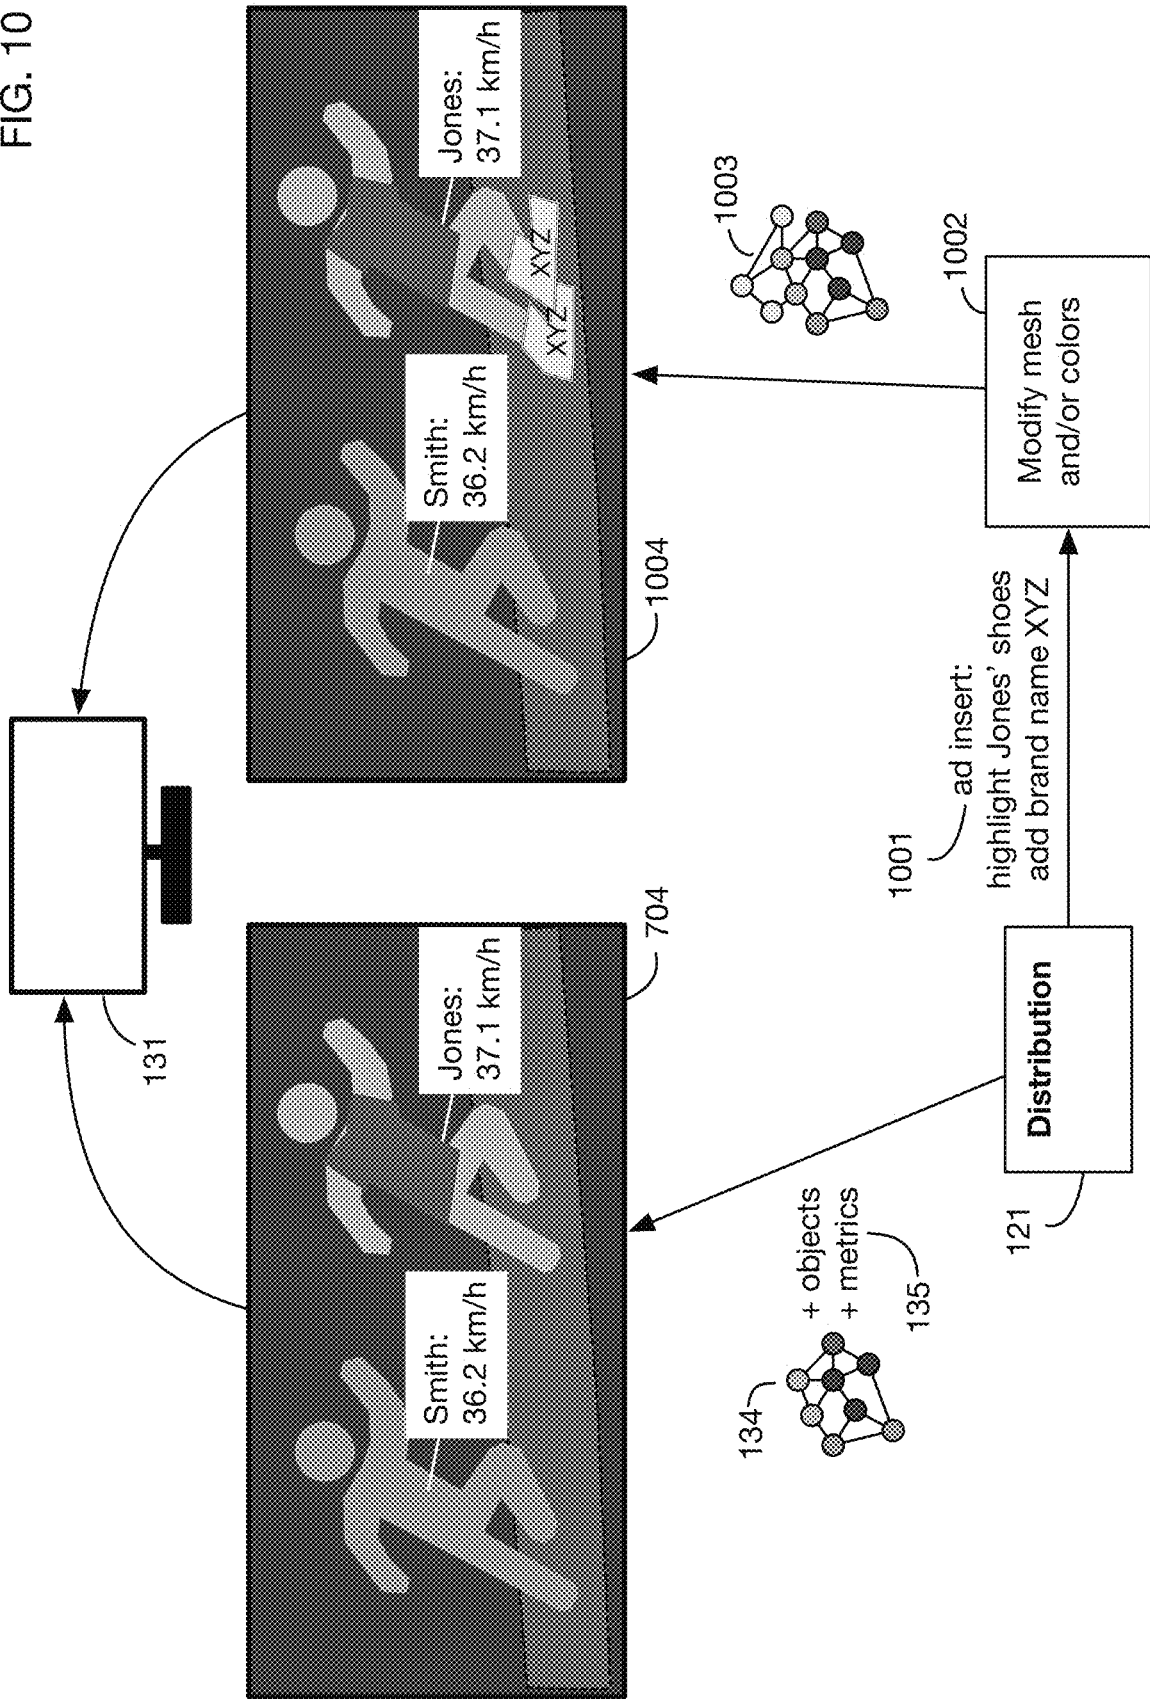 FIG. 10
131
Smith:
36.2 km/h
Jones:
37.1 km/h
704
Smith:
36.2 km/h
Jones:
37.1 km/h
XYZ
XYZ
1004
134
+ objects
+ metrics
135
1003
121
Distribution
1001
ad insert:
highlight Jones' shoes
add brand name XYZ
1002
Modify mesh
and/or colors